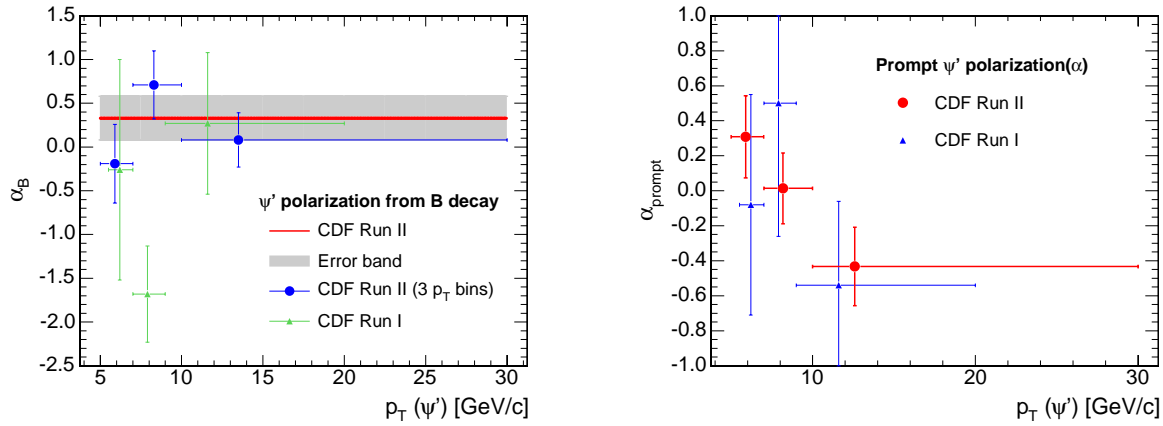 1.5
1.0
0.5
0.0
-0.5
-1.0
-1.5
-2.0
-2.5
α_B
ψ’ polarization from B decay
CDF Run II
Error band
CDF Run II (3 p_T bins)
CDF Run I
5 10 15 20 25 30
p_T (ψ’) [GeV/c]
1.0
0.8
0.6
0.4
0.2
0.0
-0.2
-0.4
-0.6
-0.8
-1.0
α_prompt
Prompt ψ’ polarization(α)
CDF Run II
CDF Run I
10 20 30
p_T (ψ’) [GeV/c]